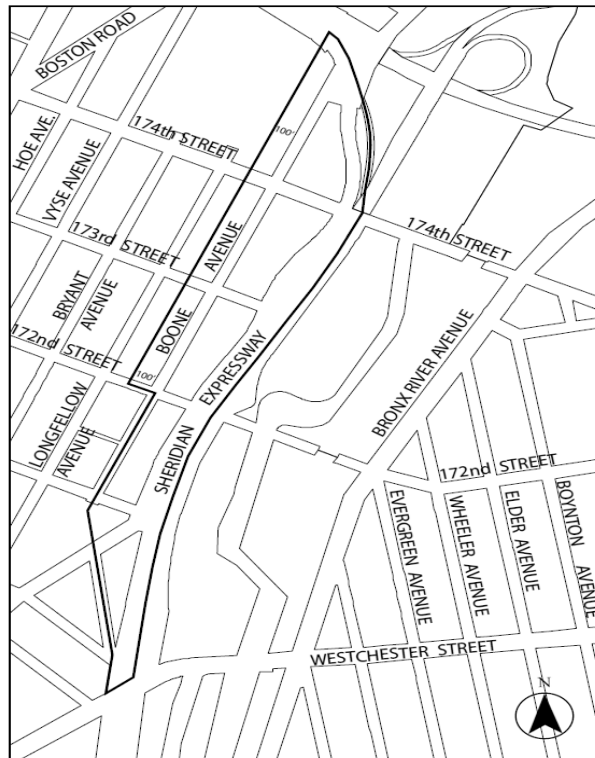 BOSTON ROAD
HOE AVE.
VYSE AVENUE
174th STREET
100'
173rd STREET
AVENUE
BOONE
BRYANT
AVENUE
172nd STREET
100'
LONGFELLOW
AVENUE
SHERIDIAN
EXPRESSWAY
174th STREET
BRONX RIVER AVENUE
172nd STREET
EVERGREEN AVENUE
WHEELER AVENUE
ELDER AVENUE
BOYNTON AVENUE
WESTCHESTER STREET
N